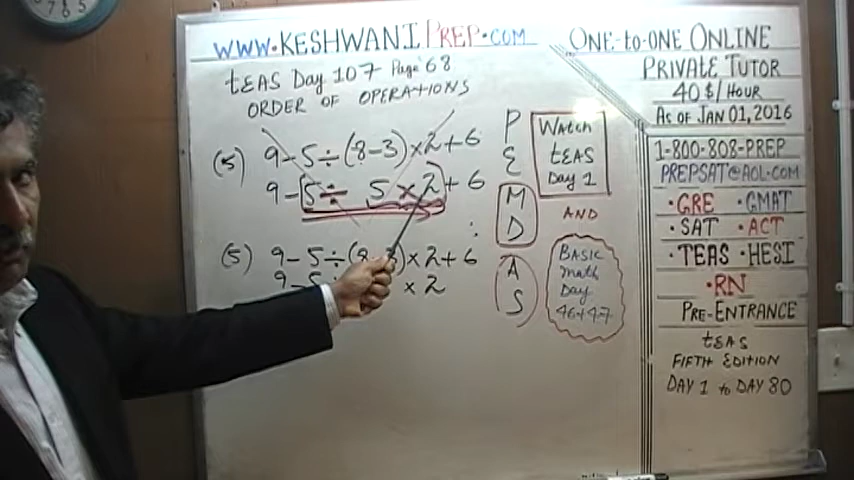 WWW.KESHWANIPREP.COM
TEAS Day 107 Page 68
ORDER OF OPERATIONS
(5) 9-5÷(8-3)×2+6
9-[5÷ 5×2]+6
(5) 9-5÷(8-3)×2+6
9-5÷ ×2
P
E
M
D
A
S
Watch
TEAS
Day 1
AND
BASIC
Math
Day
46+47
ONE-to-ONE ONLINE
PRIVATE TUTOR
40$/HOUR
As of JAN 01, 2016
1-800-808-PREP
PREPSAT@AOL.COM
•GRE •GMAT
•SAT •ACT
•TEAS •HESI
•RN
PRE-ENTRANCE
TEAS
FIFTH EDITION
DAY 1 to DAY 80